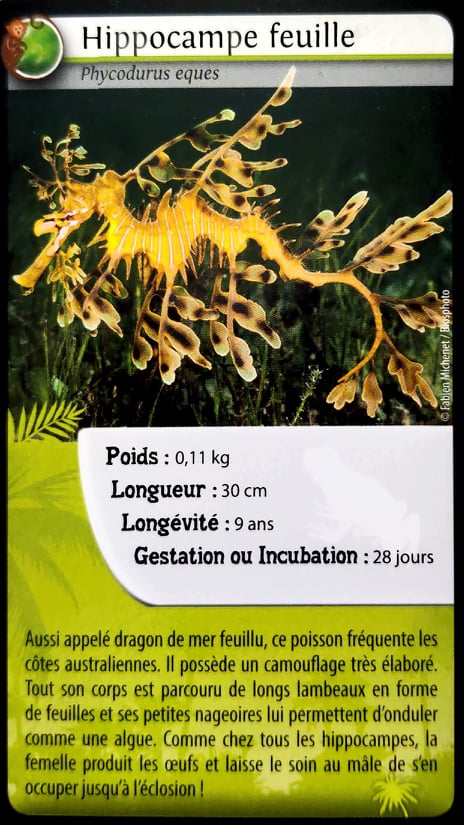 Hippocampe feuille
Phycodurus eques
© Fabien Michenet / Biosphoto
Poids : 0,11 kg
Longueur : 30 cm
Longévité : 9 ans
Gestation ou Incubation : 28 jours
Aussi appelé dragon de mer feuillu, ce poisson fréquente les
côtes australiennes. Il possède un camouflage très élaboré.
Tout son corps est parcouru de longs lambeaux en forme
de feuilles et ses petites nageoires lui permettent d'onduler
comme une algue. Comme chez tous les hippocampes, la
femelle produit les œufs et laisse le soin au mâle de s'en
occuper jusqu'à l'éclosion !